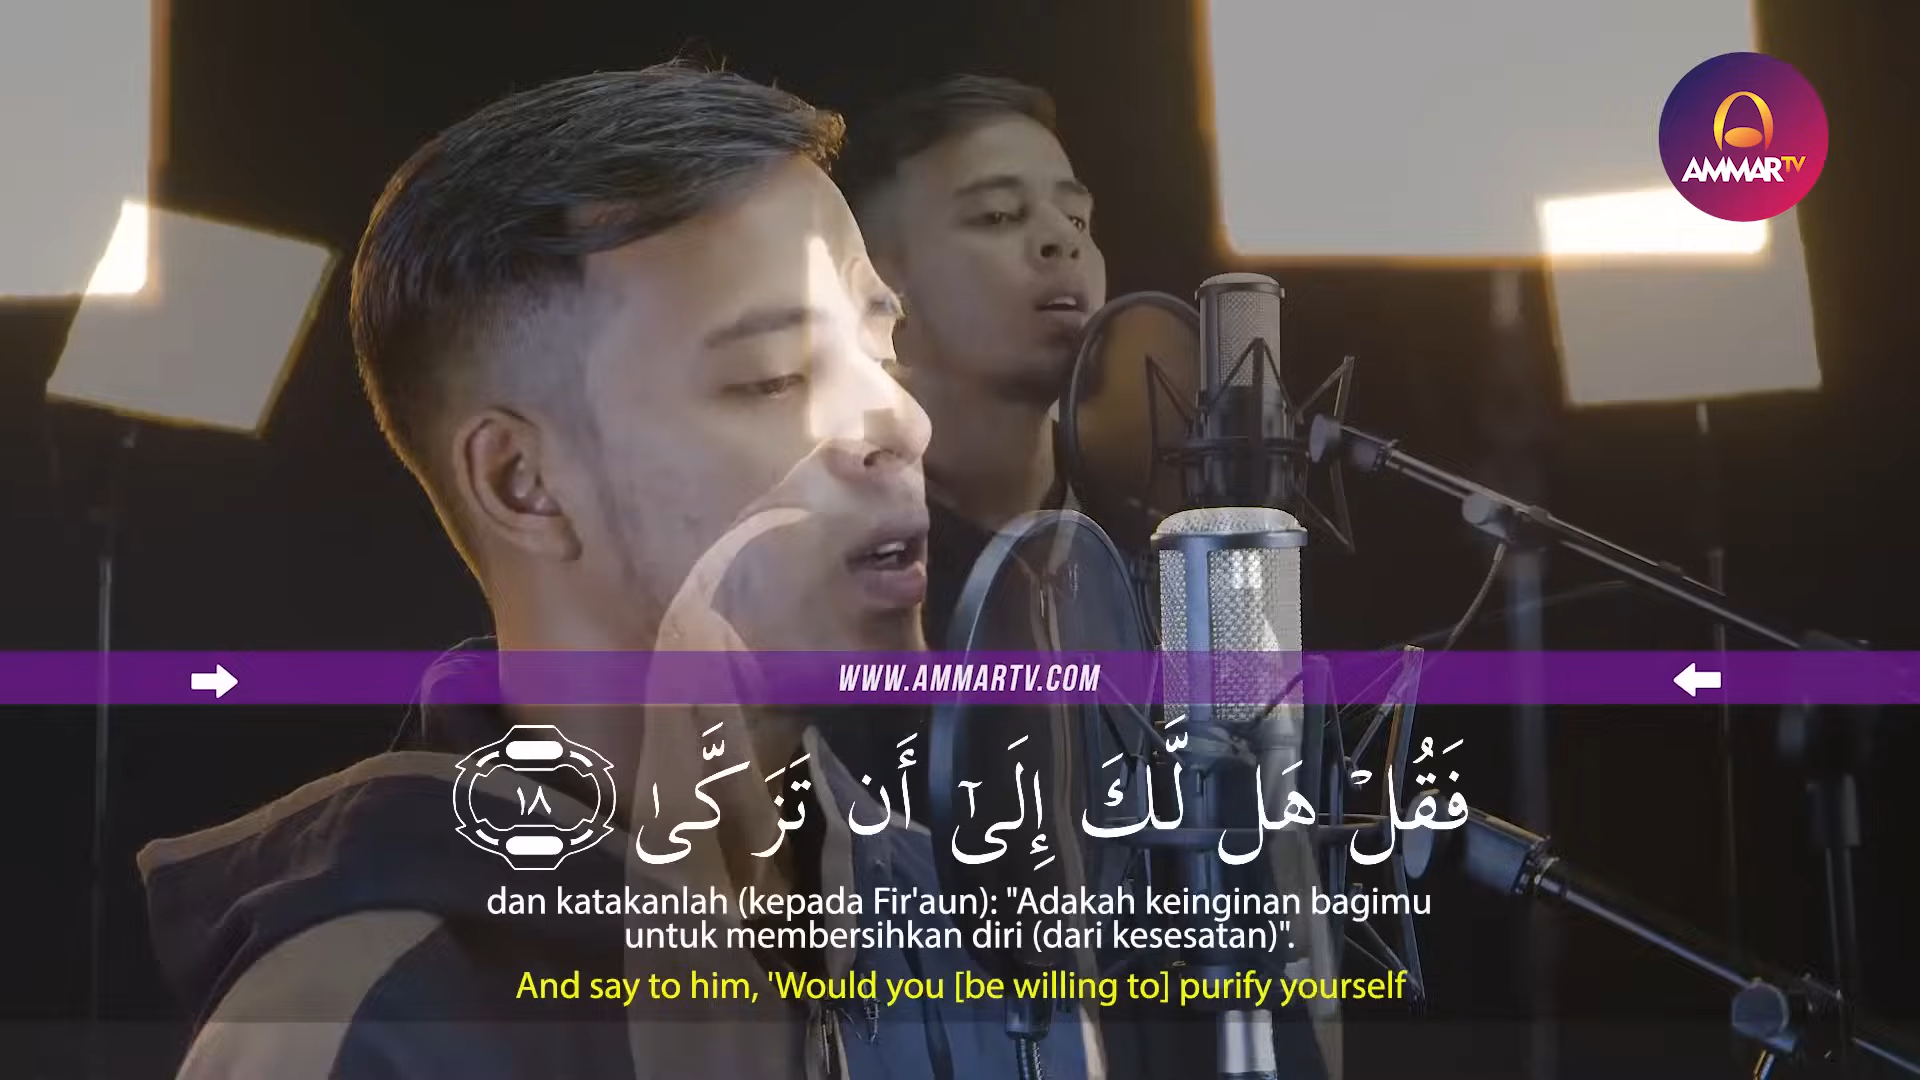 AMMARTV
WWW.AMMARTV.COM
فَقُلْ هَل لَّكَ إِلَىٰٓ أَن تَزَكَّىٰ ١٨
dan katakanlah (kepada Fir'aun): "Adakah keinginan bagimu
untuk membersihkan diri (dari kesesatan)".
And say to him, 'Would you [be willing to] purify yourself